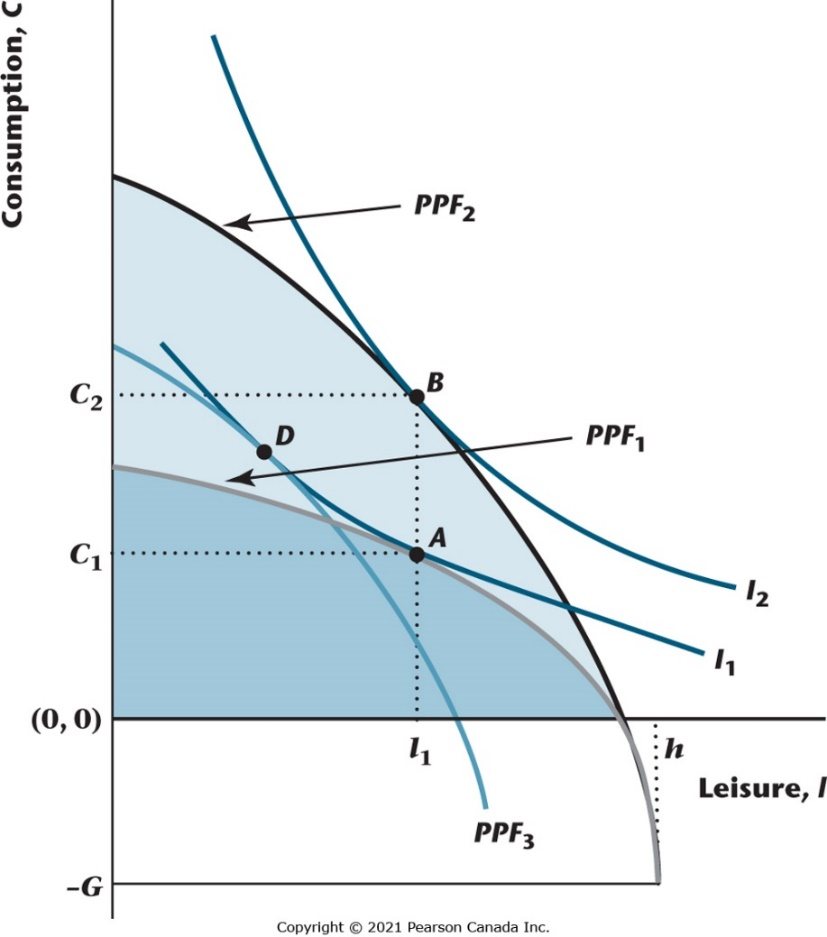 Consumption, C
PPF₂
C₂
B
D
PPF₁
C₁
A
I₂
I₁
(0, 0)
l₁
h
Leisure, l
PPF₃
–G
Copyright © 2021 Pearson Canada Inc.